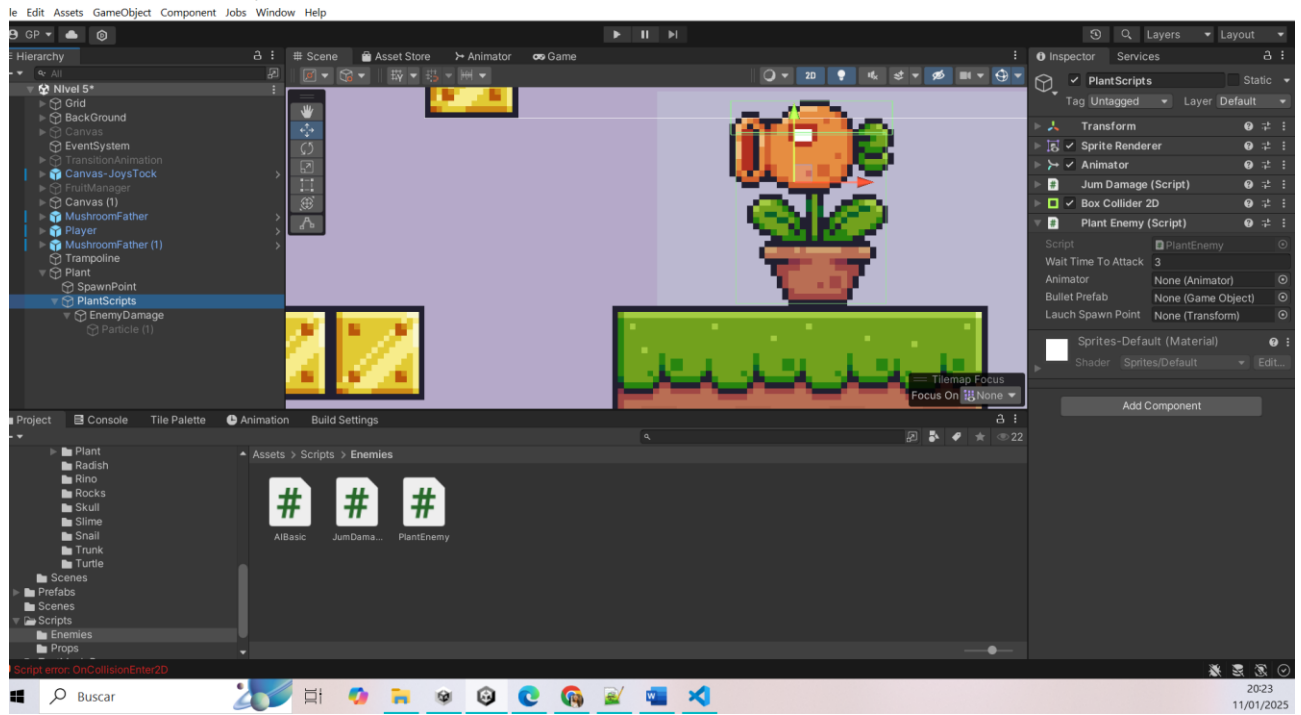 le Edit Assets GameObject Component Jobs Window Help
GP
Layers Layout
Hierarchy
Scene Asset Store Animator Game
Inspector Services
All
2D
PlantScripts Static
Tag Untagged Layer Default
NIvel 5*
Grid
BackGround
Canvas
EventSystem
TransitionAnimation
Canvas-JoysTock
FruitManager
Canvas (1)
MushroomFather
Player
MushroomFather (1)
Trampoline
Plant
SpawnPoint
PlantScripts
EnemyDamage
Particle (1)
Transform
Sprite Renderer
Animator
Jum Damage (Script)
Box Collider 2D
Plant Enemy (Script)
Script PlantEnemy
Wait Time To Attack 3
Animator None (Animator)
Bullet Prefab None (Game Object)
Lauch Spawn Point None (Transform)
Sprites-Default (Material)
Shader Sprites/Default Edit...
Add Component
Tilemap Focus
Focus On None
Project Console Tile Palette Animation Build Settings
22
Plant
Radish
Rino
Rocks
Skull
Slime
Snail
Trunk
Turtle
Scenes
Prefabs
Scenes
Scripts
Enemies
Props
Assets > Scripts > Enemies
AIBasic JumDama... PlantEnemy
Script error: OnCollisionEnter2D
Buscar
20:23
11/01/2025